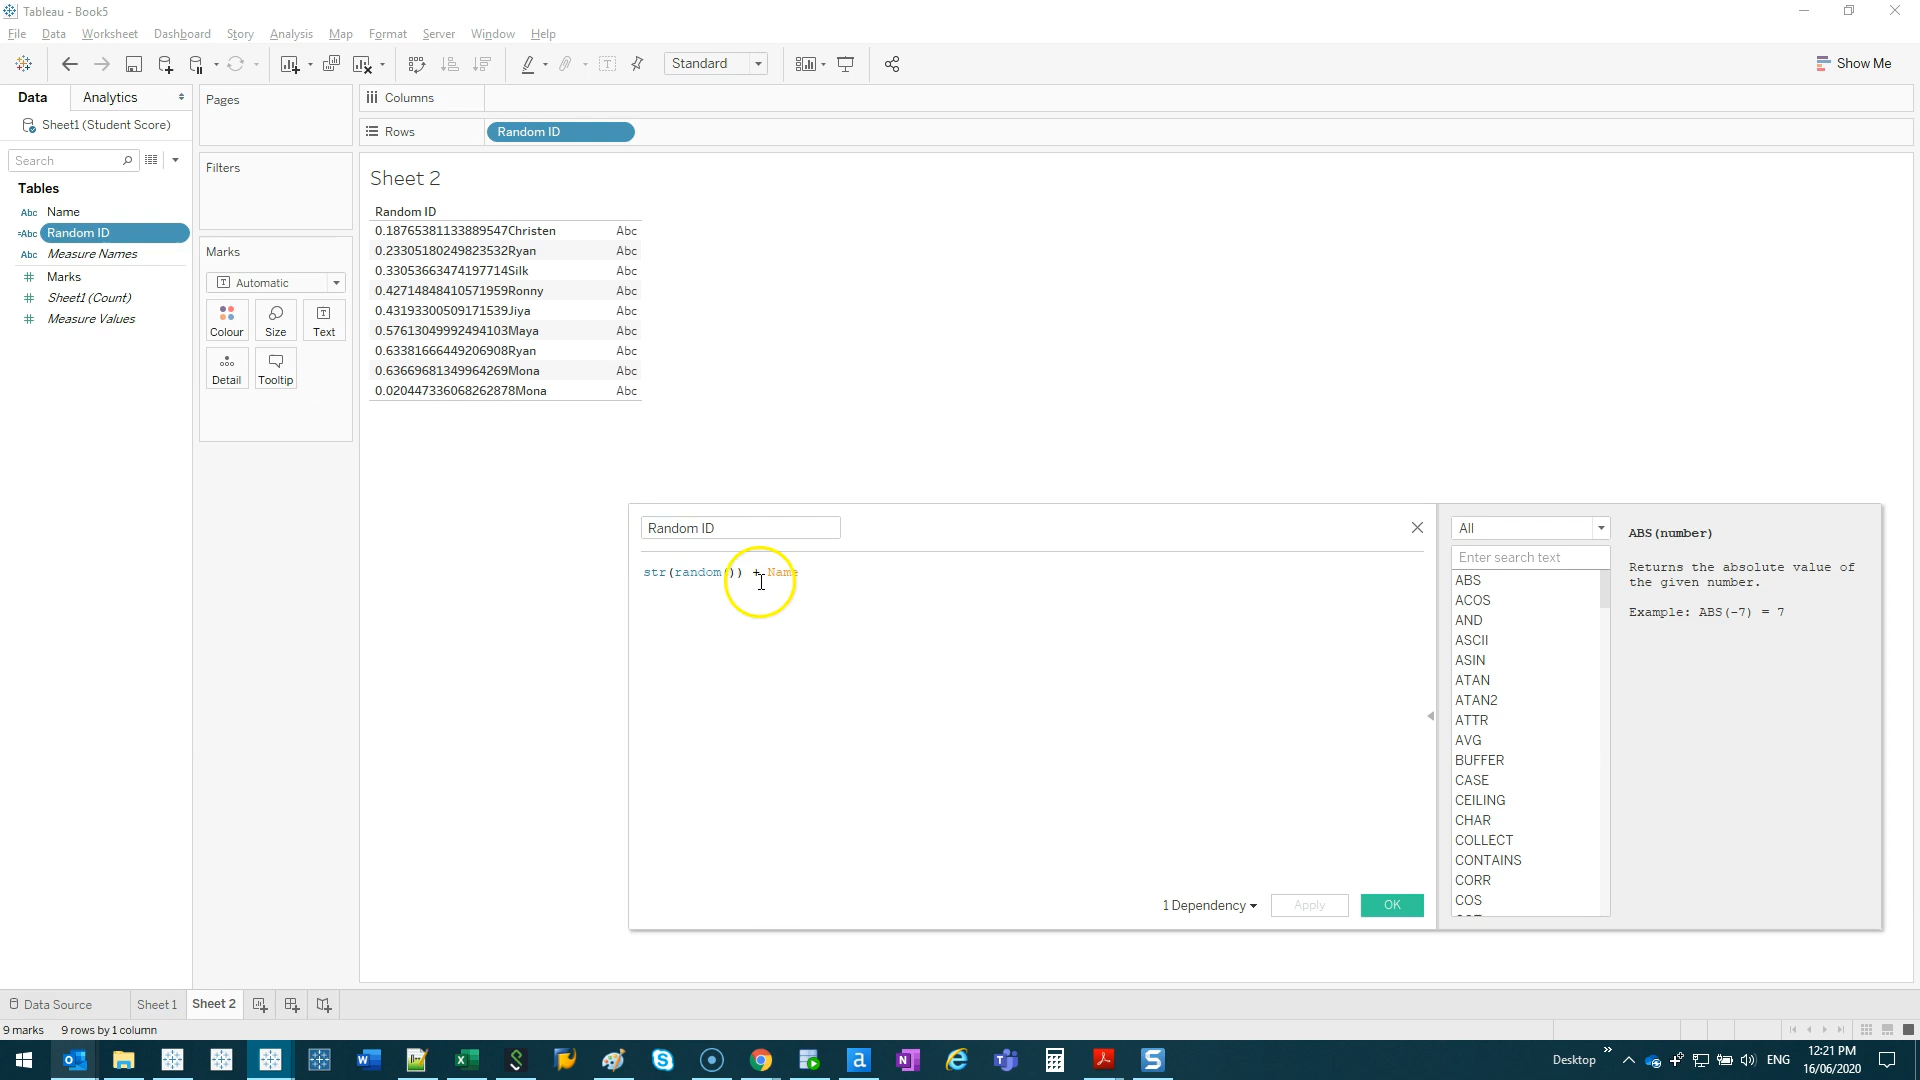 Tableau - Book5
File Data Worksheet Dashboard Story Analysis Map Format Server Window Help
Standard
Show Me
Data Analytics
Sheet1 (Student Score)
Search
Tables
Abc Name
=Abc Random ID
Abc Measure Names
# Marks
# Sheet1 (Count)
# Measure Values
Pages
Filters
Marks
Automatic
Colour Size Text
Detail Tooltip
Columns
Rows Random ID
Sheet 2
Random ID
0.18765381133889547Christen Abc
0.23305180249823532Ryan Abc
0.33053663474197714Silk Abc
0.42714848410571959Ronny Abc
0.43193300509171539Jiya Abc
0.57613049992494103Maya Abc
0.63381666449206908Ryan Abc
0.63669681349964269Mona Abc
0.020447336068262878Mona Abc
Random ID
str(random()) + Name
1 Dependency Apply OK
All
Enter search text
ABS
ACOS
AND
ASCII
ASIN
ATAN
ATAN2
ATTR
AVG
BUFFER
CASE
CEILING
CHAR
COLLECT
CONTAINS
CORR
COS
ABS(number)
Returns the absolute value of
the given number.
Example: ABS(-7) = 7
Data Source Sheet 1 Sheet 2
9 marks 9 rows by 1 column
Desktop
ENG
12:21 PM
16/06/2020